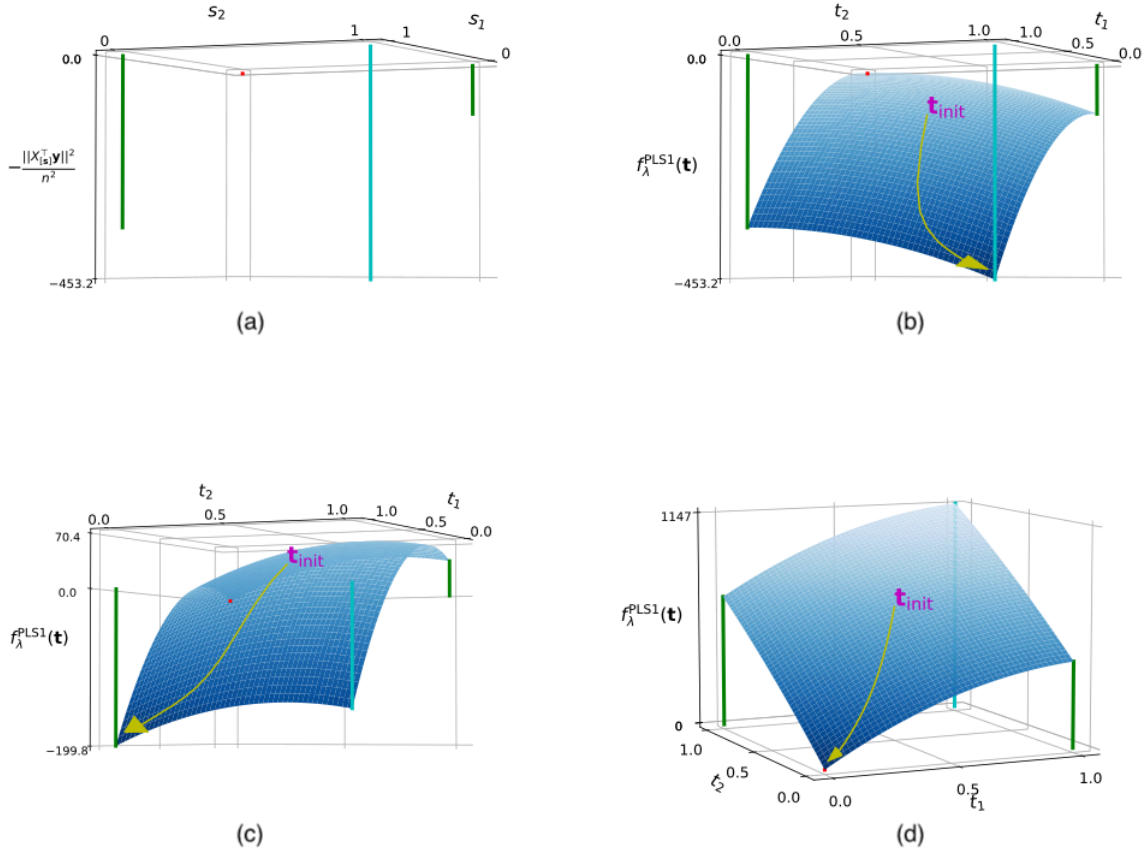 s₂
s₁
0
1
1
0
0.0
−||X⊤[s]y||²/n²
−453.2
(a)
t₂
t₁
0.0
0.5
1.0
1.0
0.5
0.0
0.0
t_init
f_λ^PLS1(t)
−453.2
(b)
t₂
t₁
0.0
0.5
1.0
1.0
0.5
0.0
70.4
t_init
0.0
f_λ^PLS1(t)
−199.8
(c)
1147
t_init
f_λ^PLS1(t)
0
1.0
0.5
t₂
0.0
0.0
0.5
t₁
1.0
(d)